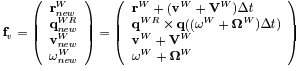 f_v = ( r^W_new ) = ( r^W + (v^W + V^W)Δt )
( q^WR_new ) ( q^WR × q((ω^W + Ω^W)Δt) )
( v^W_new ) ( v^W + V^W )
( ω^W_new ) ( ω^W + Ω^W )